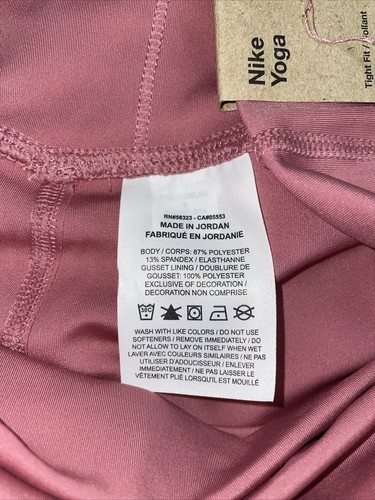 Nike
Yoga
Tight Fit / Collant
RN#56323 - CA#05553
MADE IN JORDAN
FABRIQUÉ EN JORDANIE
BODY / CORPS: 87% POLYESTER
13% SPANDEX / ELASTHANNE
GUSSET LINING / DOUBLURE DE
GOUSSET: 100% POLYESTER
EXCLUSIVE OF DECORATION /
DECORATION NON COMPRISE
WASH WITH LIKE COLORS / DO NOT USE
SOFTENERS / REMOVE IMMEDIATELY / DO
NOT ALLOW TO LAY ON ITSELF WHEN WET
LAVER AVEC COULEURS SIMILAIRES / NE PAS
UTILISER D'ADOUCISSEUR / ENLEVER
IMMEDIATEMENT / NE PAS LAISSER LE
VÊTEMENT PLIÉ LORSQU'IL EST MOUILLÉ